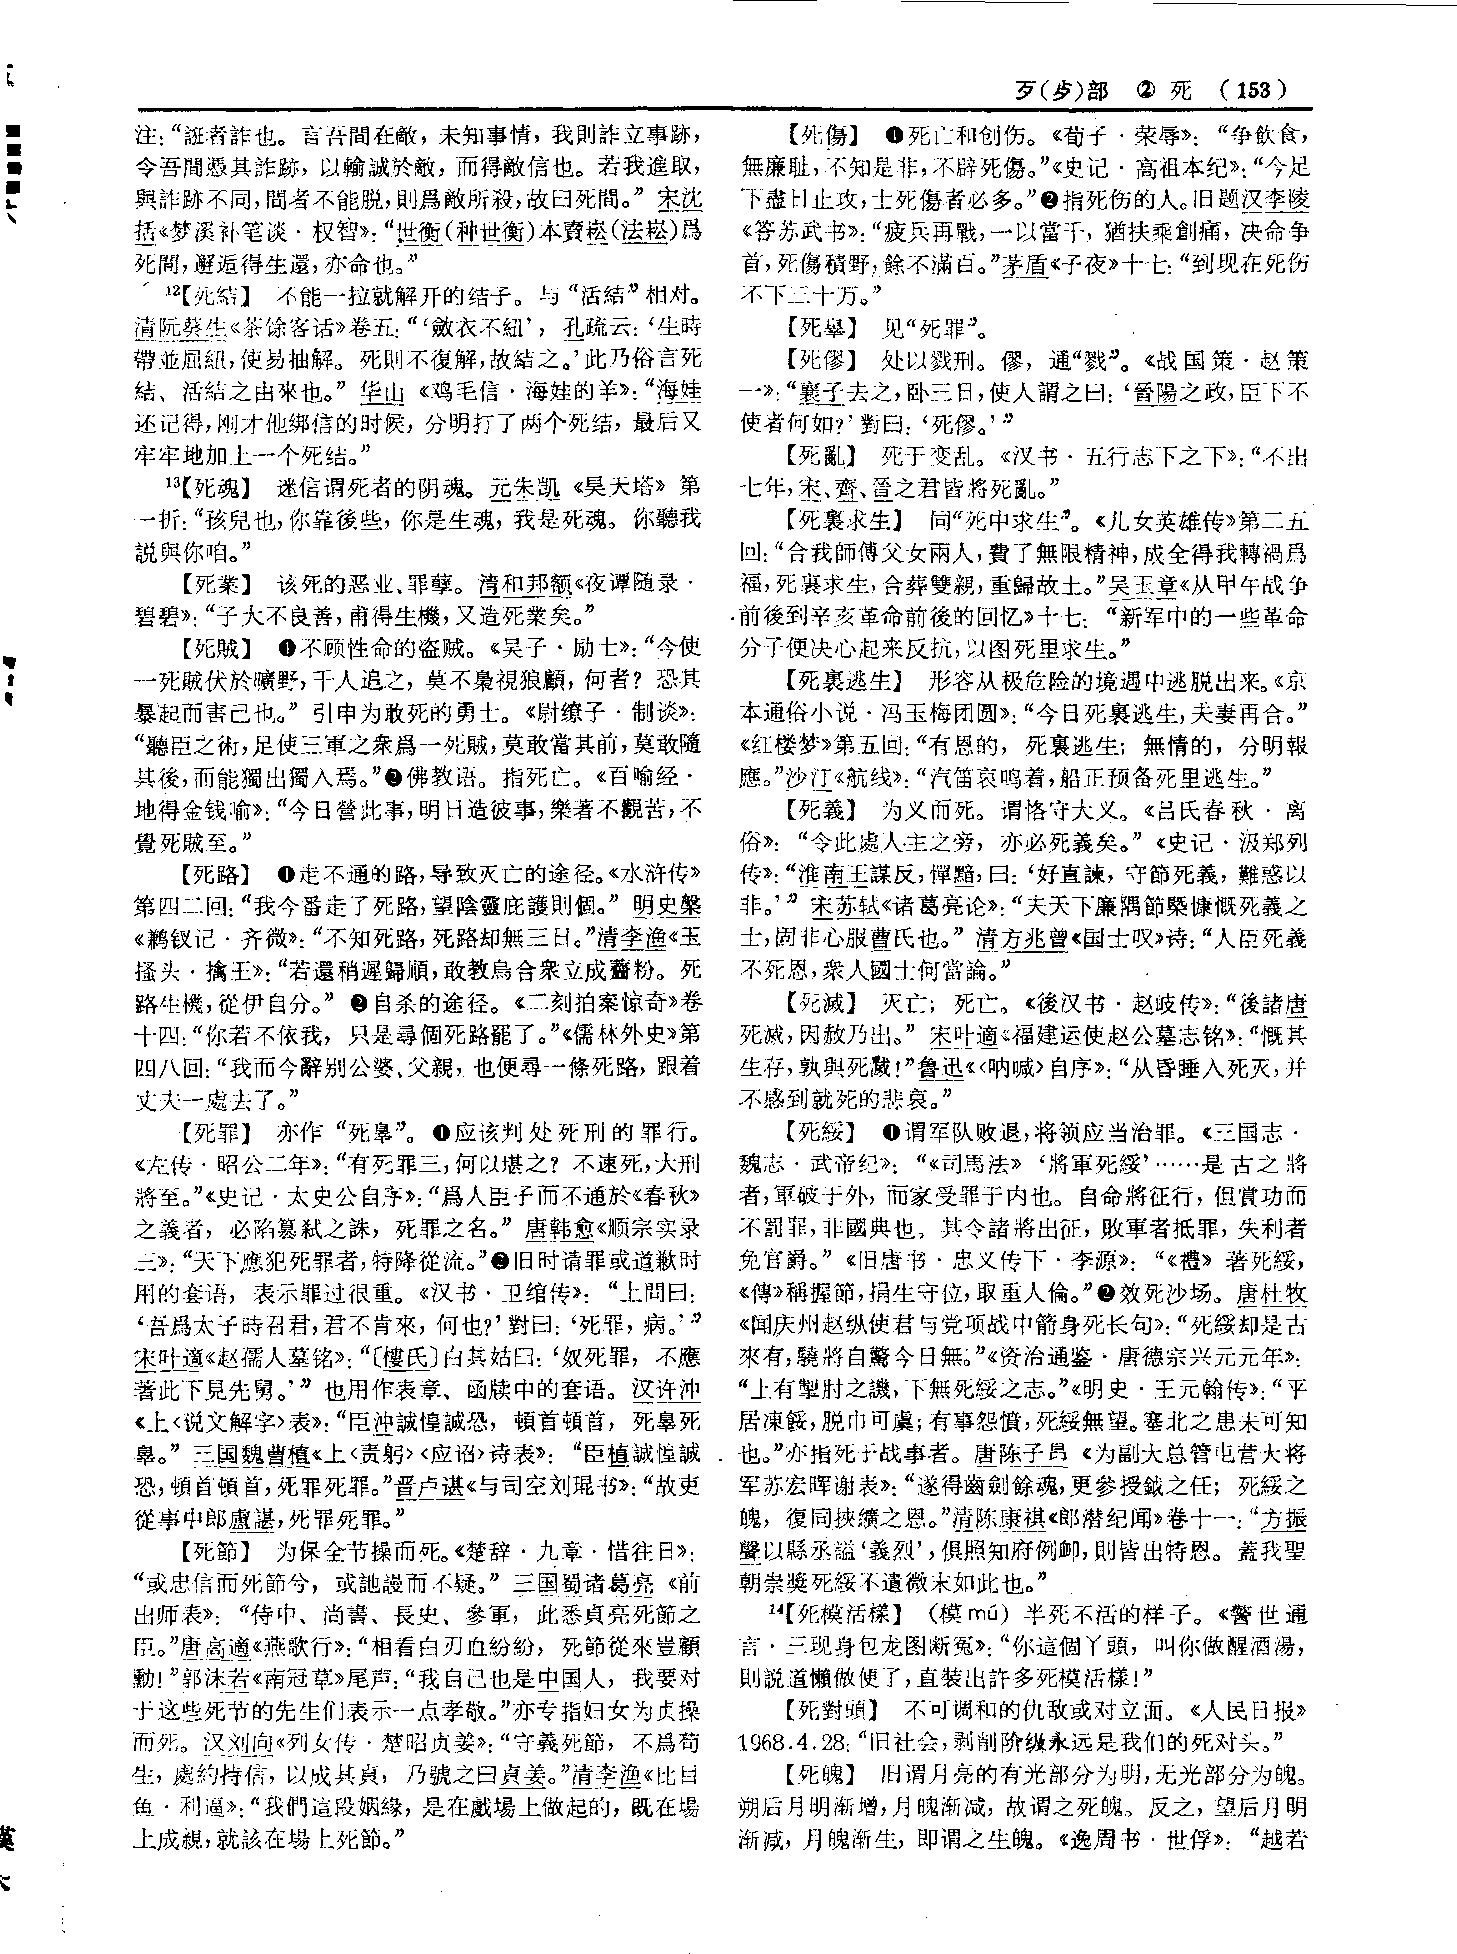 歹(歺)部 ② 死 (153)
注：“誑者詐也。言吾間在敵，未知事情，我則詐立事跡，
令吾間憑其詐跡，以輸誠於敵，而得敵信也。若我進取，
與詐跡不同，間者不能脱，則爲敵所殺，故曰死間。”宋沈
括《梦溪补笔谈·权智》：“世衡(种世衡)本賣崧(法崧)爲
死間，邂逅得生還，亦命也。”
12【死結】 不能一拉就解开的结子。与“活結”相对。
清阮葵生《茶馀客话》卷五：“‘斂衣不紐’，孔疏云：‘生時
帶並屈紐，使易抽解。死則不復解，故結之。’此乃俗言死
結、活結之由來也。”华山《鸡毛信·海娃的羊》：“海娃
还记得，刚才他绑信的时候，分明打了两个死结，最后又
牢牢地加上一个死结。”
13【死魂】 迷信谓死者的阴魂。元朱凯《昊天塔》第
一折：“孩兒也，你靠後些，你是生魂，我是死魂。你聽我
説與你咱。”
【死業】 该死的恶业、罪孽。清和邦额《夜谭随录·
碧碧》：“子大不良善，甫得生機，又造死業矣。”
【死賊】 ❶不顾性命的盗贼。《吴子·励士》：“今使
一死賊伏於曠野，千人追之，莫不梟視狼顧，何者？恐其
暴起而害己也。”引申为敢死的勇士。《尉缭子·制谈》：
“聽臣之術，足使三軍之衆爲一死賊，莫敢當其前，莫敢隨
其後，而能獨出獨入焉。”❷佛教语。指死亡。《百喻经·
地得金钱喻》：“今日營此事，明日造彼事，樂著不觀苦，不
覺死賊至。”
【死路】 ❶走不通的路，导致灭亡的途径。《水浒传》
第四二回：“我今番走了死路，望陰靈庇護則個。”明史槃
《鹣钗记·齐微》：“不知死路，死路却無三日。”清李渔《玉
搔头·擒王》：“若還稍遲歸順，敢教烏合衆立成齏粉。死
路生機，從伊自分。”❷自杀的途径。《二刻拍案惊奇》卷
十四：“你若不依我，只是尋個死路罷了。”《儒林外史》第
四八回：“我而今辭别公婆、父親，也便尋一條死路，跟着
丈夫一處去了。”
【死罪】 亦作“死辠”。❶应该判处死刑的罪行。
《左传·昭公二年》：“有死罪三，何以堪之？不速死，大刑
將至。”《史记·太史公自序》：“爲人臣子而不通於《春秋》
之義者，必陷篡弑之誅，死罪之名。”唐韩愈《顺宗实录
三》：“天下應犯死罪者，特降從流。”❷旧时请罪或道歉时
用的套语，表示罪过很重。《汉书·卫绾传》：“上問曰：
‘吾爲太子時召君，君不肯來，何也？’對曰：‘死罪，病。’”
宋叶適《赵孺人墓铭》：“〔樓氏〕白其姑曰：‘奴死罪，不應
著此下見先舅。’”也用作表章、函牍中的套语。汉许沖
《上〈说文解字〉表》：“臣沖誠惶誠恐，頓首頓首，死辠死
辠。”三国魏曹植《上〈责躬〉〈应诏〉诗表》：“臣植誠惶誠
恐，頓首頓首，死罪死罪。”晋卢谌《与司空刘琨书》：“故吏
從事中郎盧諶，死罪死罪。”
【死節】 为保全节操而死。《楚辞·九章·惜往日》：
“或忠信而死節兮，或訑謾而不疑。”三国蜀诸葛亮《前
出师表》：“侍中、尚書、長史、參軍，此悉貞亮死節之
臣。”唐高適《燕歌行》：“相看白刃血紛紛，死節從來豈顧
勳！”郭沫若《南冠草》尾声：“我自己也是中国人，我要对
于这些死节的先生们表示一点孝敬。”亦专指妇女为贞操
而死。汉刘向《列女传·楚昭贞姜》：“守義死節，不爲苟
生，處約持信，以成其貞，乃號之曰貞姜。”清李渔《比目
鱼·利逼》：“我們這段姻緣，是在戲場上做起的，既在場
上成親，就該在場上死節。”
【死傷】 ❶死亡和创伤。《荀子·荣辱》：“争飲食，
無廉耻，不知是非，不辟死傷。”《史记·高祖本纪》：“今足
下盡日止攻，士死傷者必多。”❷指死伤的人。旧题汉李陵
《答苏武书》：“疲兵再戰，一以當千，猶扶乘創痛，决命争
首，死傷積野，餘不滿百。”茅盾《子夜》十七：“到现在死伤
不下二十万。”
【死辠】 见“死罪”。
【死僇】 处以戮刑。僇，通“戮”。《战国策·赵策
一》：“襄子去之，卧三日，使人謂之曰：‘晉陽之政，臣下不
使者何如？’對曰：‘死僇。’”
【死亂】 死于变乱。《汉书·五行志下之下》：“不出
七年，宋、齊、晉之君皆將死亂。”
【死裏求生】 同“死中求生”。《儿女英雄传》第二五
回：“合我師傅父女兩人，費了無限精神，成全得我轉禍爲
福，死裏求生，合葬雙親，重歸故土。”吴玉章《从甲午战争
前後到辛亥革命前後的回忆》十七：“新军中的一些革命
分子便决心起来反抗，以图死里求生。”
【死裏逃生】 形容从极危险的境遇中逃脱出来。《京
本通俗小说·冯玉梅团圆》：“今日死裏逃生，夫妻再合。”
《红楼梦》第五回：“有恩的，死裏逃生；無情的，分明報
應。”沙汀《航线》：“汽笛哀鸣着，船正预备死里逃生。”
【死義】 为义而死。谓恪守大义。《吕氏春秋·离
俗》：“令此處人主之旁，亦必死義矣。”《史记·汲郑列
传》：“淮南王謀反，憚黯，曰：‘好直諫，守節死義，難惑以
非。’”宋苏轼《诸葛亮论》：“夫天下廉隅節槩慷慨死義之
士，固非心服曹氏也。”清方兆曾《国士叹》诗：“人臣死義
不死恩，衆人國士何當論。”
【死滅】 灭亡；死亡。《後汉书·赵岐传》：“後諸唐
死滅，因赦乃出。”宋叶適《福建运使赵公墓志铭》：“慨其
生存，孰與死滅！”鲁迅《〈呐喊〉自序》：“从昏睡入死灭，并
不感到就死的悲哀。”
【死綏】 ❶谓军队败退，将领应当治罪。《三国志·
魏志·武帝纪》：“《司馬法》‘將軍死綏’……是古之將
者，軍破于外，而家受罪于内也。自命將征行，但賞功而
不罰罪，非國典也。其令諸將出征，敗軍者抵罪，失利者
免官爵。”《旧唐书·忠义传下·李源》：“《禮》著死綏，
《傳》稱握節，捐生守位，取重人倫。”❷效死沙场。唐杜牧
《闻庆州赵纵使君与党项战中箭身死长句》：“死綏却是古
來有，驍將自驚今日無。”《资治通鉴·唐德宗兴元元年》：
“上有掣肘之譏，下無死綏之志。”《明史·王元翰传》：“平
居凍餒，脱巾可虞；有事怨憤，死綏無望。塞北之患未可知
也。”亦指死于战事者。唐陈子昂《为副大总管屯营大将
军苏宏晖谢表》：“遂得齒劍餘魂，更參授鉞之任；死綏之
魄，復同挾纊之恩。”清陈康祺《郎潜纪闻》卷十一：“方振
聲以縣丞謚‘義烈’，俱照知府例卹，則皆出特恩。蓋我聖
朝崇獎死綏不遺微末如此也。”
14【死模活樣】 （模mú）半死不活的样子。《警世通
言·三现身包龙图断冤》：“你這個丫頭，叫你做醒酒湯，
則説道懶做便了，直裝出許多死模活樣！”
【死對頭】 不可调和的仇敌或对立面。《人民日报》
1968.4.28：“旧社会，剥削阶级永远是我们的死对头。”
【死魄】 旧谓月亮的有光部分为明，无光部分为魄。
朔后月明渐增，月魄渐减，故谓之死魄。反之，望后月明
渐减，月魄渐生，即谓之生魄。《逸周书·世俘》：“越若